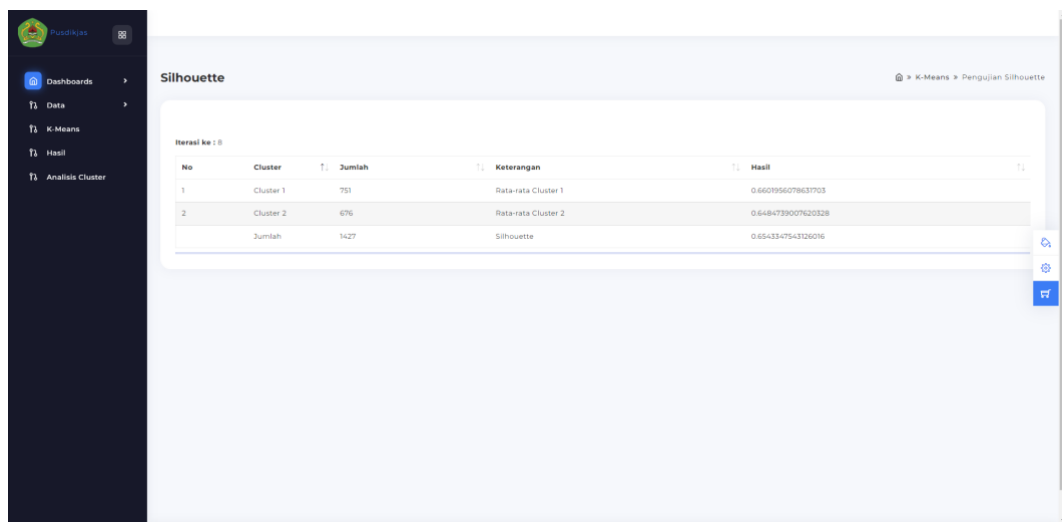 Pusdikjas
Dashboards
Data
K-Means
Hasil
Analisis Cluster
Silhouette
> K-Means > Pengujian Silhouette
Iterasi ke : 8
No Cluster Jumlah Keterangan Hasil
1 Cluster 1 751 Rata-rata Cluster 1 0.6601956078631703
2 Cluster 2 676 Rata-rata Cluster 2 0.6484739007620328
Jumlah 1427 Silhouette 0.6543347543126016